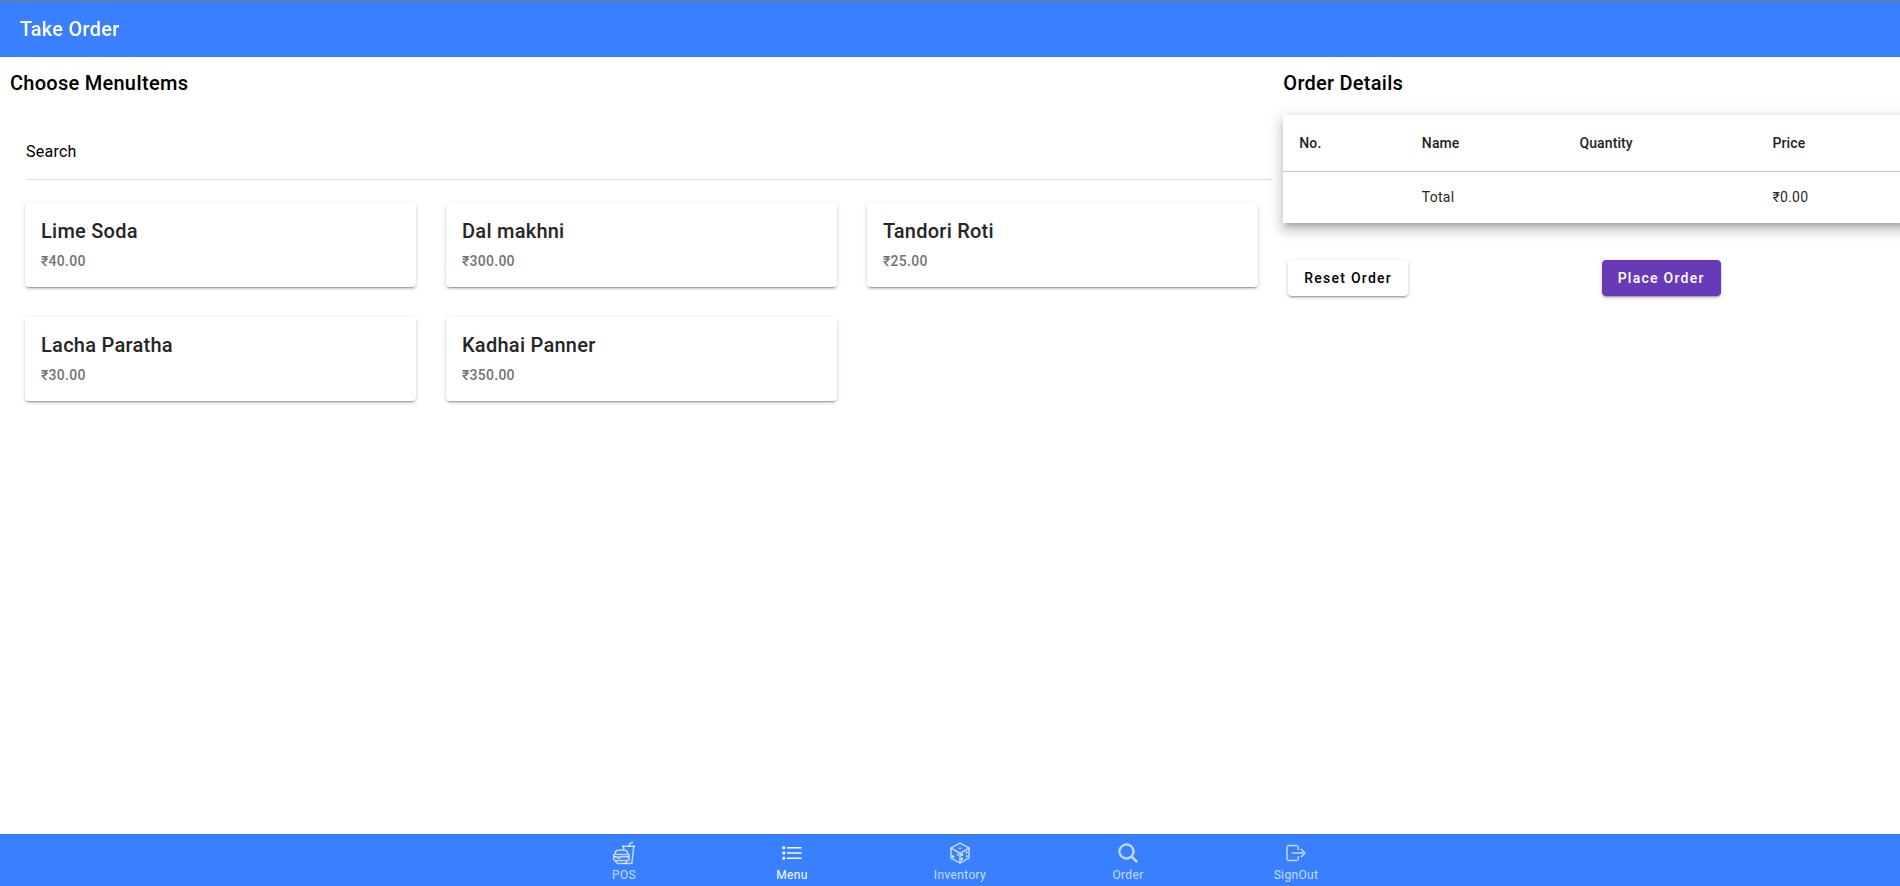 Take Order
Choose MenuItems
Search
Lime Soda
₹40.00
Dal makhni
₹300.00
Tandori Roti
₹25.00
Lacha Paratha
₹30.00
Kadhai Panner
₹350.00
Order Details
No. Name Quantity Price
Total ₹0.00
Reset Order Place Order
POS Menu Inventory Order SignOut